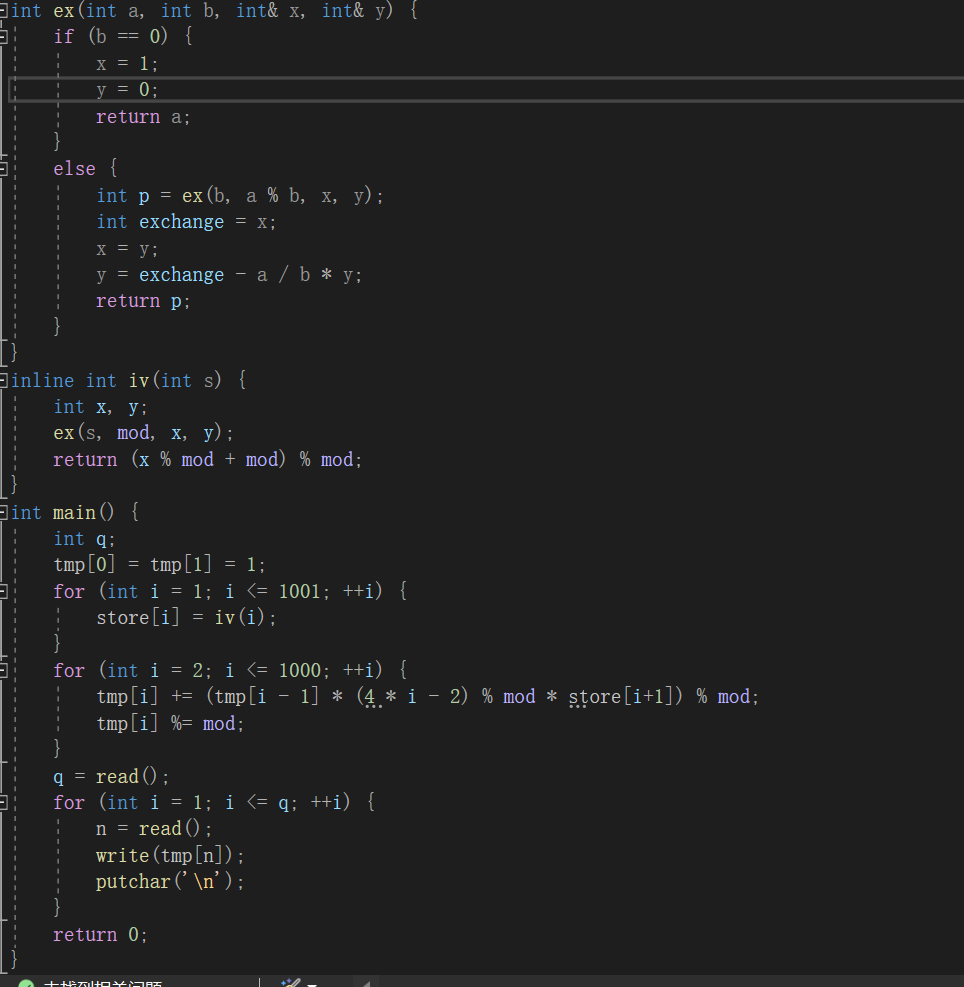 int ex(int a, int b, int& x, int& y) {
    if (b == 0) {
        x = 1;
        y = 0;
        return a;
    }
    else {
        int p = ex(b, a % b, x, y);
        int exchange = x;
        x = y;
        y = exchange - a / b * y;
        return p;
    }
}
inline int iv(int s) {
    int x, y;
    ex(s, mod, x, y);
    return (x % mod + mod) % mod;
}
int main() {
    int q;
    tmp[0] = tmp[1] = 1;
    for (int i = 1; i <= 1001; ++i) {
        store[i] = iv(i);
    }
    for (int i = 2; i <= 1000; ++i) {
        tmp[i] += (tmp[i - 1] * (4 * i - 2) % mod * store[i+1]) % mod;
        tmp[i] %= mod;
    }
    q = read();
    for (int i = 1; i <= q; ++i) {
        n = read();
        write(tmp[n]);
        putchar('\n');
    }
    return 0;
}
未找到相关问题